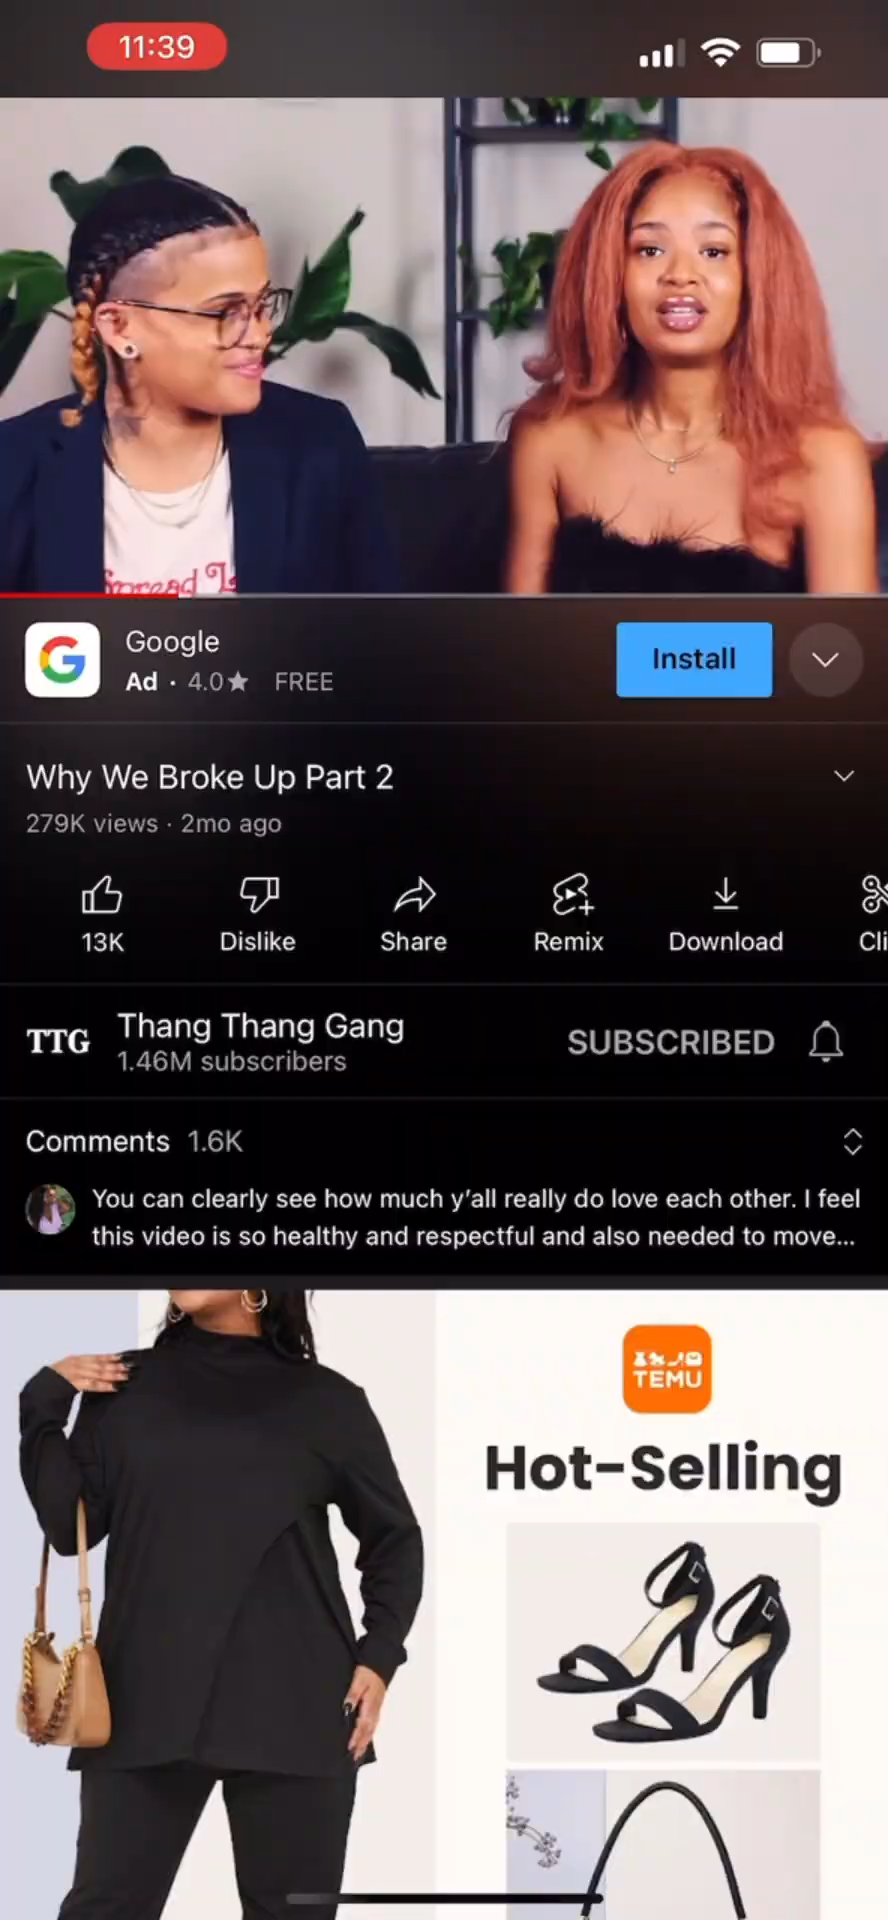 11:39
Spread L
Google
Ad · 4.0★ FREE
Install
Why We Broke Up Part 2
279K views · 2mo ago
13K
Dislike
Share
Remix
Download
Cli
TTG
Thang Thang Gang
1.46M subscribers
SUBSCRIBED
Comments 1.6K
You can clearly see how much y’all really do love each other. I feel
this video is so healthy and respectful and also needed to move...
TEMU
Hot-Selling